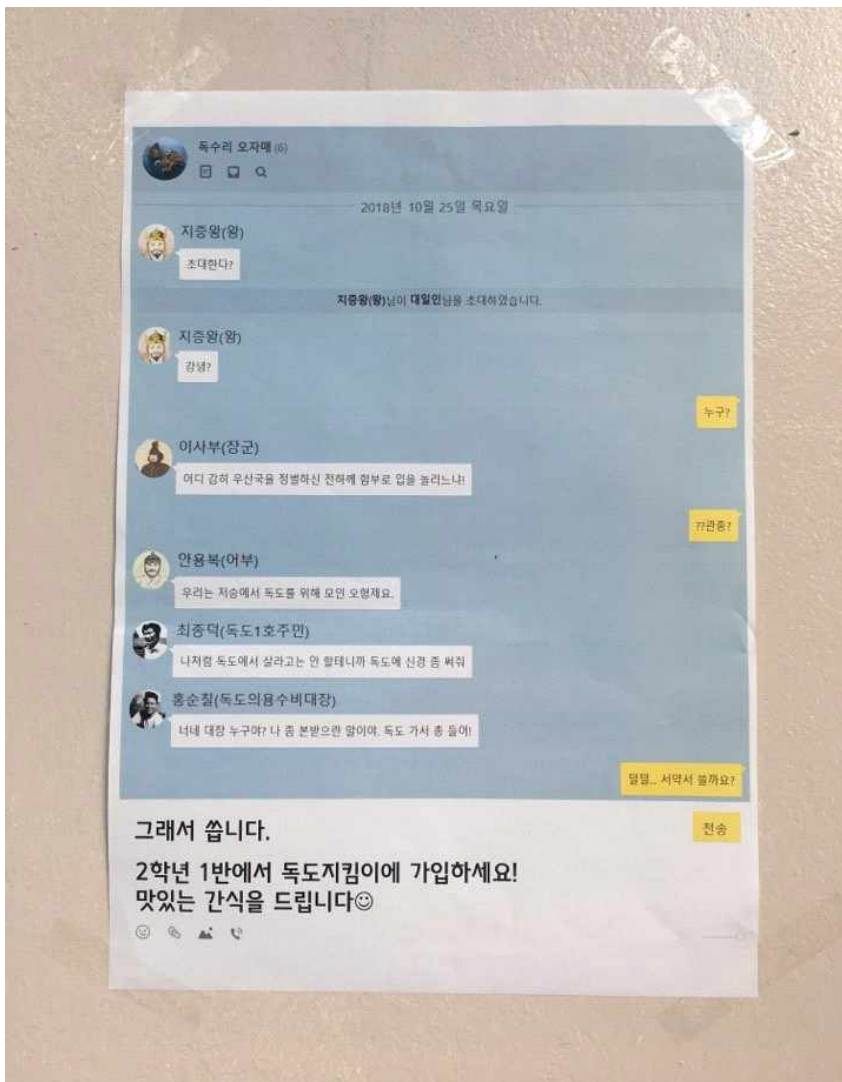 독수리 오자매 (6)
2018년 10월 25일 목요일
지증왕(왕)
초대한다?
지증왕(왕)님이 대일인님을 초대하였습니다.
지증왕(왕)
강녕?
누구?
이사부(장군)
어디 감히 우산국을 정벌하신 전하께 함부로 입을 놀리느냐!
??관종?
안용복(어부)
우리는 저승에서 독도를 위해 모인 오형제요.
최종덕(독도1호주민)
나처럼 독도에서 살라고는 안 할테니까 독도에 신경 좀 써줘
홍순칠(독도의용수비대장)
너네 대장 누구야? 나 좀 본받으란 말이야. 독도 가서 총 들어!
덜덜.. 서약서 쓸까요?
그래서 씁니다.
전송
2학년 1반에서 독도지킴이에 가입하세요!
맛있는 간식을 드립니다☺